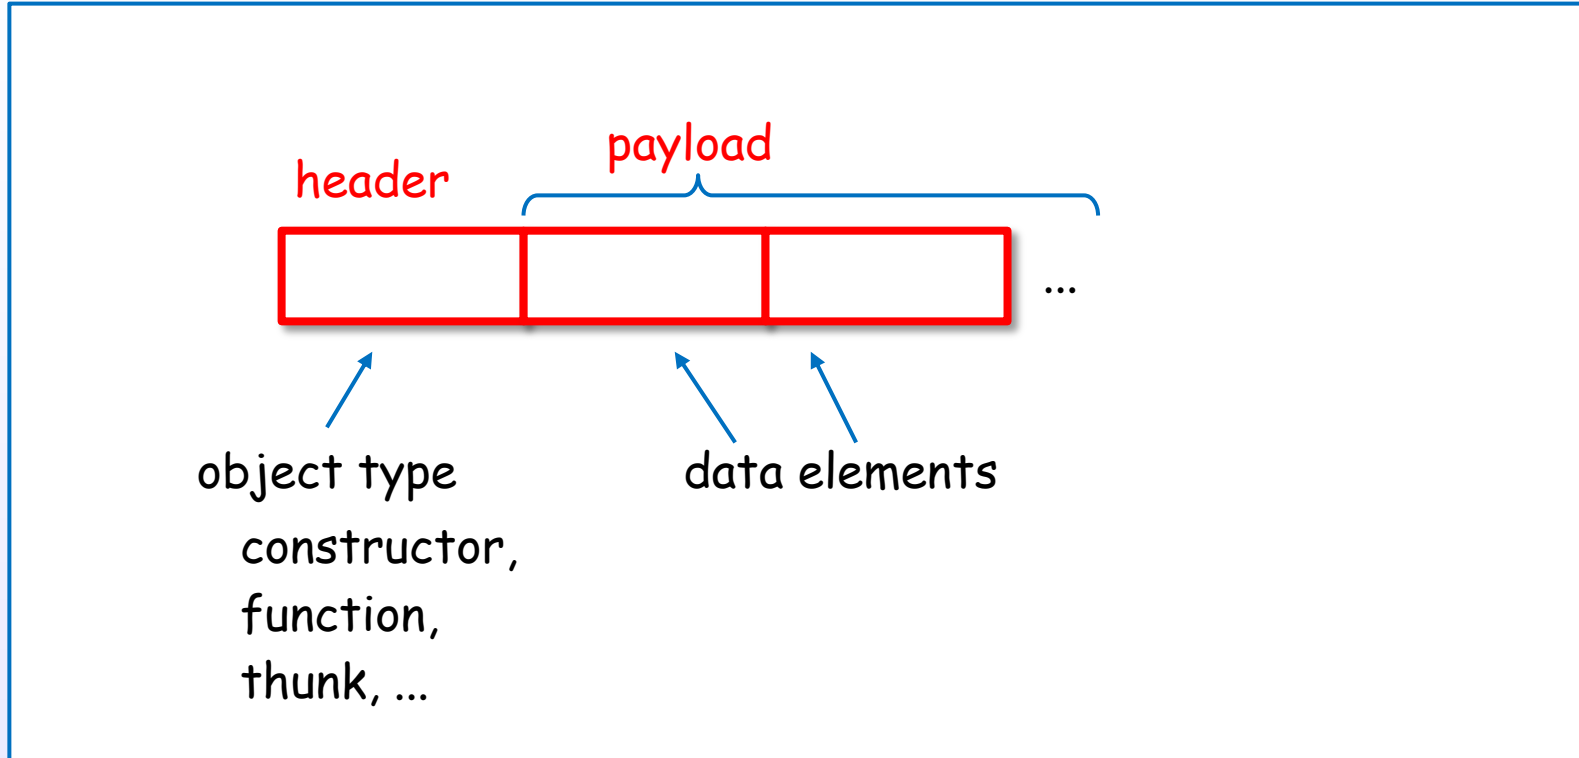 payload
header
...
object type
data elements
constructor,
function,
thunk, ...